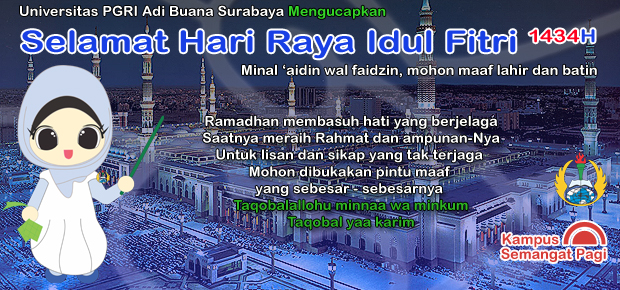 Universitas PGRI Adi Buana Surabaya Mengucapkan
Selamat Hari Raya Idul Fitri 1434H
Minal ‘aidin wal faidzin, mohon maaf lahir dan batin
Ramadhan membasuh hati yang berjelaga
Saatnya meraih Rahmat dan ampunan-Nya
Untuk lisan dan sikap yang tak terjaga
Mohon dibukakan pintu maaf
yang sebesar - sebesarnya
Taqobalallohu minnaa wa minkum
Taqobal yaa karim
Kampus
Semangat Pagi